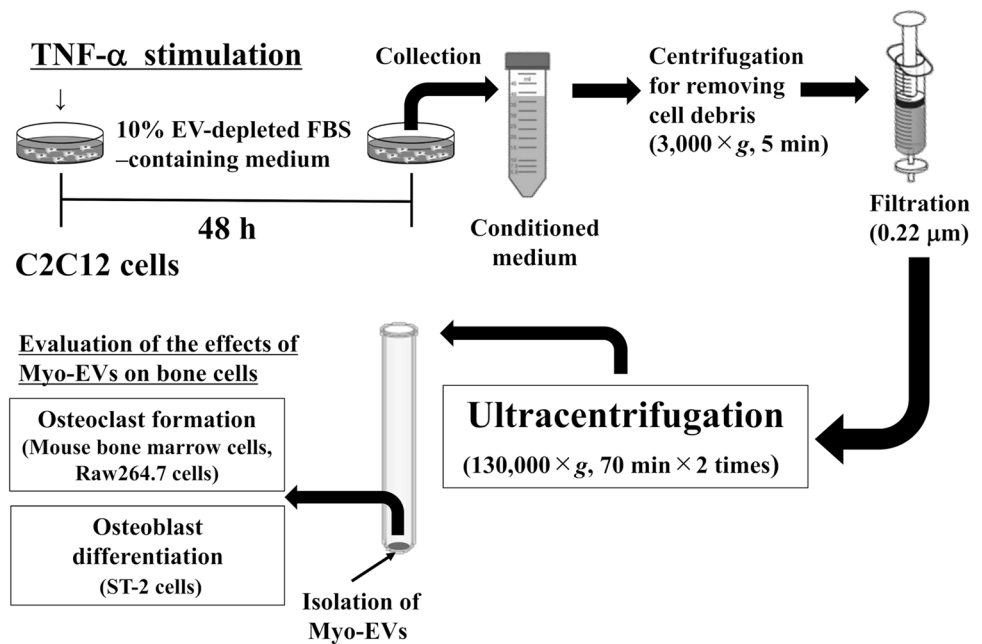 TNF-α stimulation
↓
10% EV-depleted FBS
–containing medium
48 h
C2C12 cells
Collection
Conditioned
medium
Centrifugation
for removing
cell debris
(3,000×g, 5 min)
Filtration
(0.22 μm)
Ultracentrifugation
(130,000×g, 70 min×2 times)
Isolation of
Myo-EVs
Evaluation of the effects of
Myo-EVs on bone cells
Osteoclast formation
(Mouse bone marrow cells,
Raw264.7 cells)
Osteoblast
differentiation
(ST-2 cells)